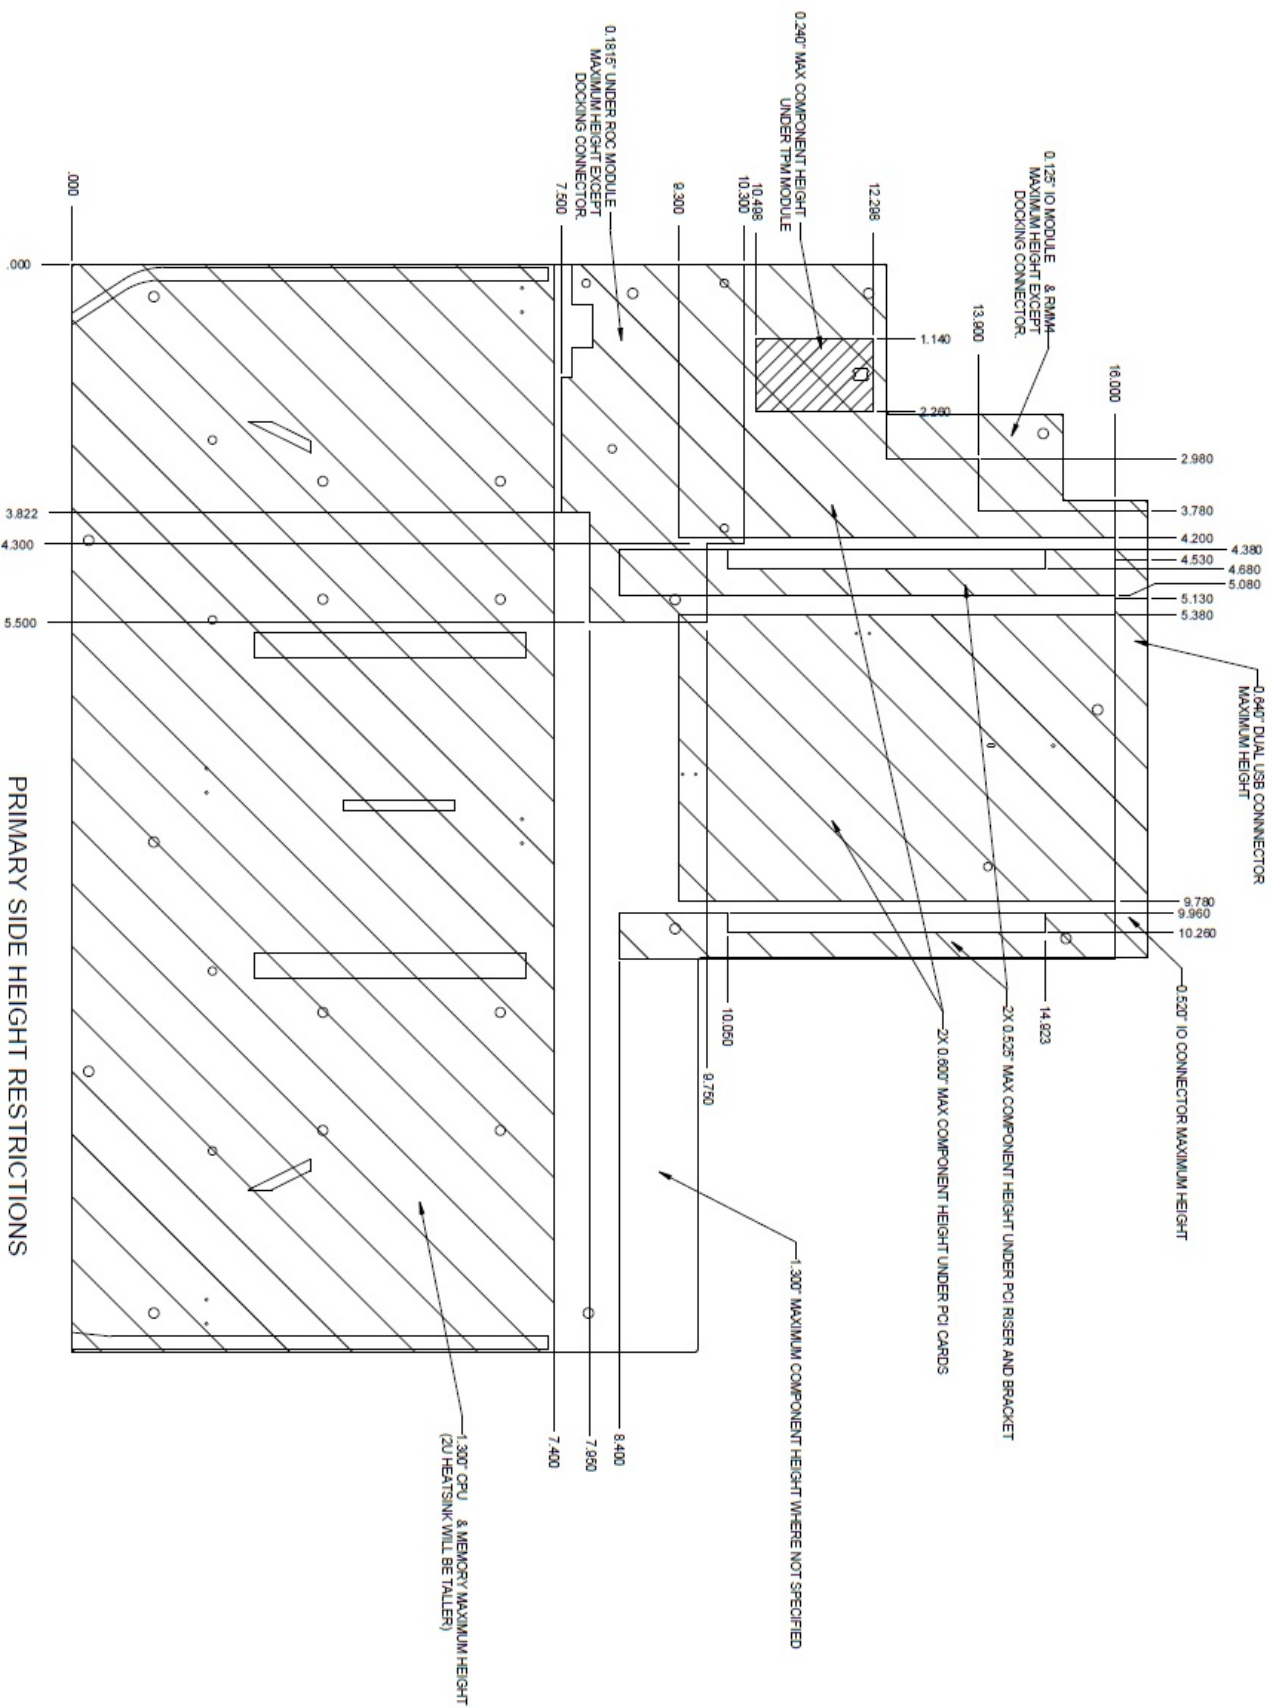 0.240" MAX COMPONENT HEIGHT
UNDER TPM MODULE
0.1815" UNDER ROC MODULE
MAXIMUM HEIGHT EXCEPT
DOCKING CONNECTOR.
0.125" IO MODULE & RMM4
MAXIMUM HEIGHT EXCEPT
DOCKING CONNECTOR.
.000
7.500
9.300
10.300
10.498
12.298
13.900
16.000
.000
3.822
4.300
5.500
1.140
2.260
2.980
3.780
4.200
4.380
4.530
4.680
5.080
5.130
5.380
0.640" DUAL USB CONNNECTOR
MAXIMUM HEIGHT
9.780
9.960
10.260
0.520" IO CONNECTOR MAXIMUM HEIGHT
14.923
10.050
9.750
2X 0.525" MAX COMPONENT HEIGHT UNDER PCI RISER AND BRACKET
2X 0.600" MAX COMPONENT HEIGHT UNDER PCI CARDS
1.300" MAXIMUM COMPONENT HEIGHT WHERE NOT SPECIFIED
8.400
7.950
7.400
1.300" CPU & MEMORY MAXIMUM HEIGHT
(2U HEATSINK WILL BE TALLER)
PRIMARY SIDE HEIGHT RESTRICTIONS